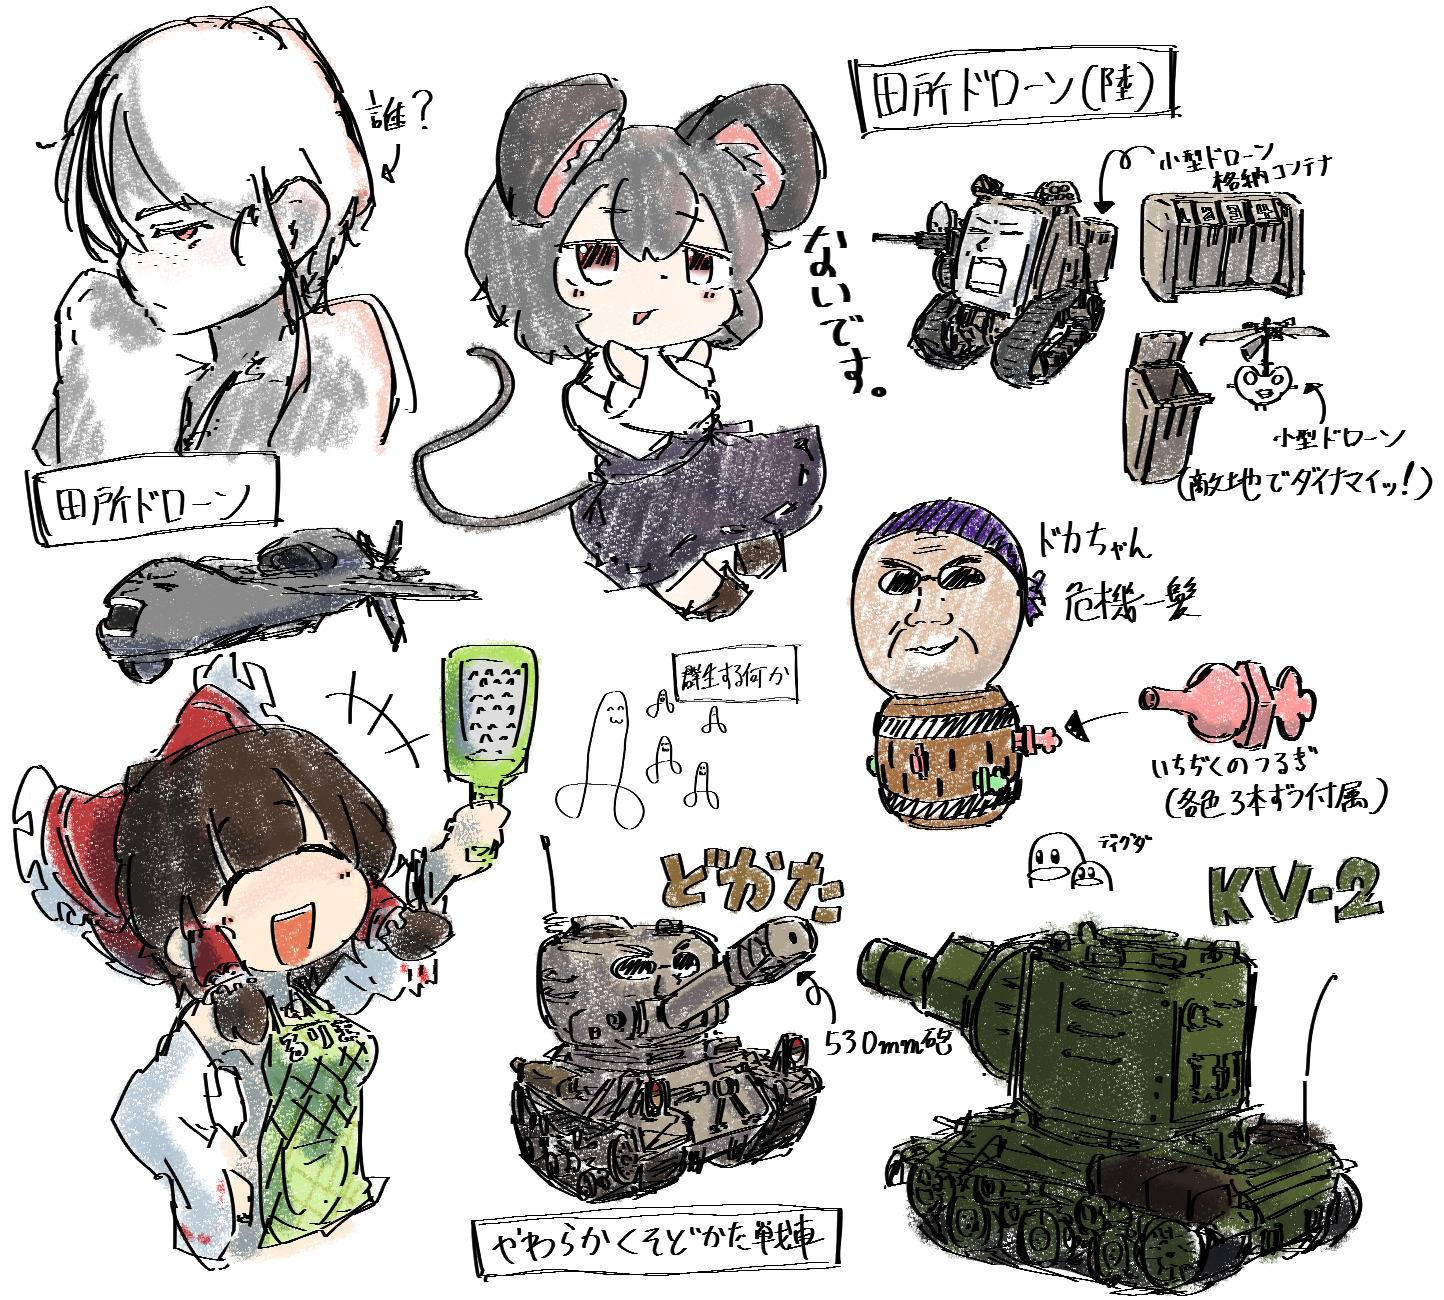 誰?
田所ドローン(陸)
小型ドローン
格納コンテナ
1 2 3 4
ないです。
小型ドローン
(敵地でダイナマイッ!)
田所ドローン
ドカちゃん
危機一髪
群生する何か
いちぢくのつるぎ
(各色3本ずつ付属)
ディグダ
どかた
KV-2
530mm砲
やわらかくそどかた戦車